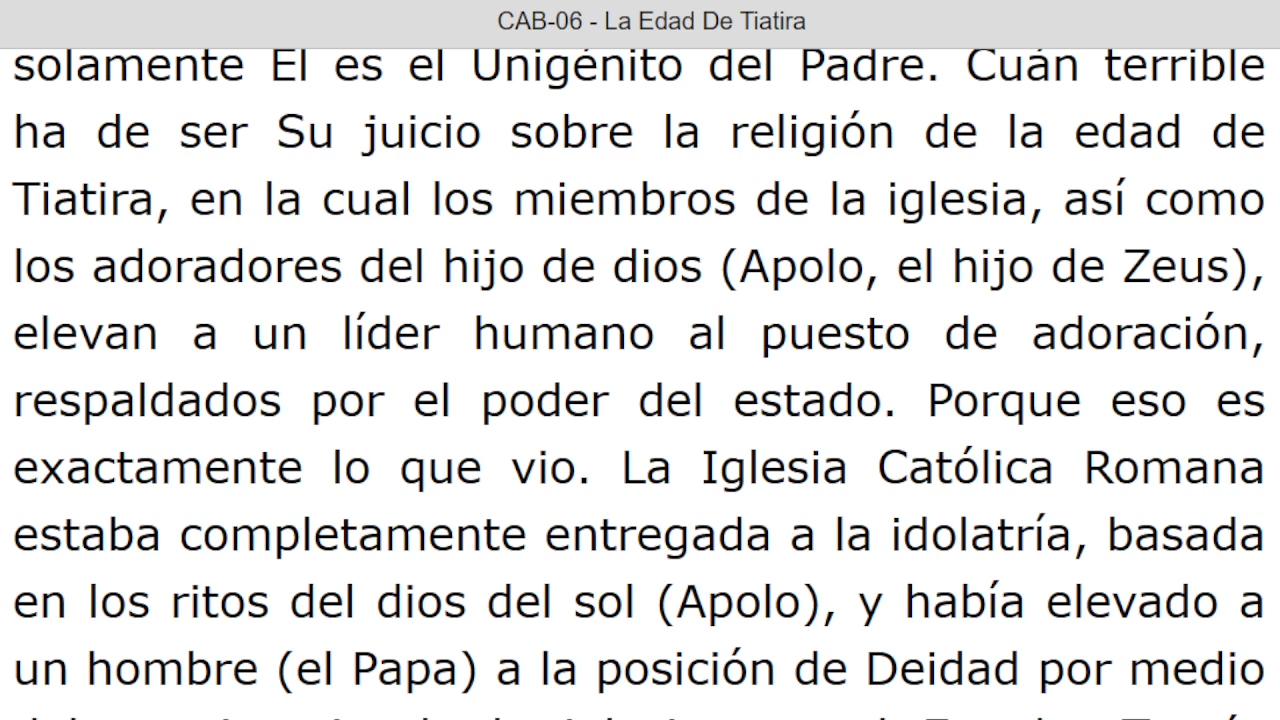 CAB-06 - La Edad De Tiatira
solamente El es el Unigénito del Padre. Cuán terrible
ha de ser Su juicio sobre la religión de la edad de
Tiatira, en la cual los miembros de la iglesia, así como
los adoradores del hijo de dios (Apolo, el hijo de Zeus),
elevan a un líder humano al puesto de adoración,
respaldados por el poder del estado. Porque eso es
exactamente lo que vio. La Iglesia Católica Romana
estaba completamente entregada a la idolatría, basada
en los ritos del dios del sol (Apolo), y había elevado a
un hombre (el Papa) a la posición de Deidad por medio